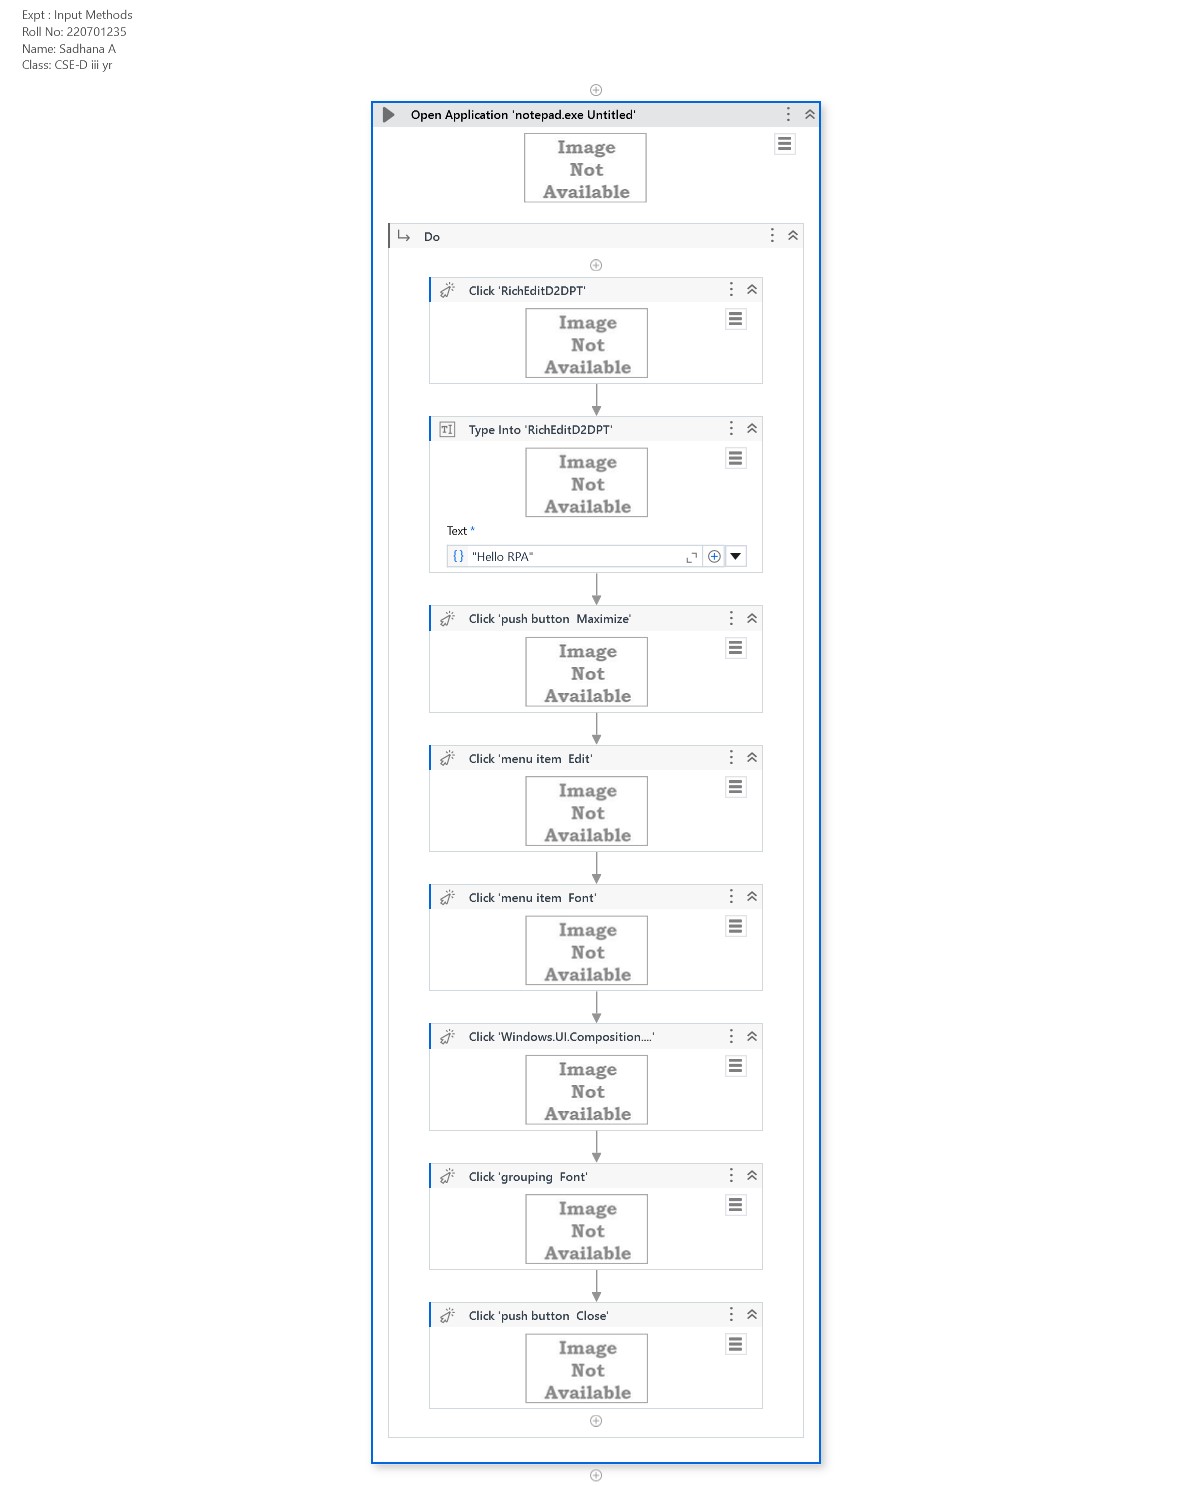 Expt : Input Methods
Roll No: 220701235
Name: Sadhana A
Class: CSE-D iii yr
Open Application 'notepad.exe Untitled'
Image
Not
Available
Do
Click 'RichEditD2DPT'
Image
Not
Available
Type Into 'RichEditD2DPT'
Image
Not
Available
Text *
"Hello RPA"
Click 'push button  Maximize'
Image
Not
Available
Click 'menu item  Edit'
Image
Not
Available
Click 'menu item  Font'
Image
Not
Available
Click 'Windows.UI.Composition....'
Image
Not
Available
Click 'grouping  Font'
Image
Not
Available
Click 'push button  Close'
Image
Not
Available